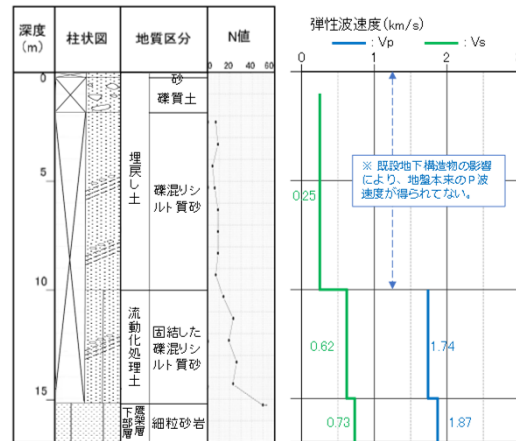 深度
(m)
柱状図
地質区分
N値
0 20 40 60
弾性波速度(km/s)
: Vp
: Vs
0
1
2
砂
礫質土
埋戻し土
礫混りシ
ルト質砂
流動化処理土
固結した
礫混りシ
ルト質砂
鷹架層
下部層
細粒砂岩
0
5
10
15
※ 既設地下構造物の影響
により、地盤本来のP波
速度が得られてない。
0.25
0.62
1.74
0.73
1.87